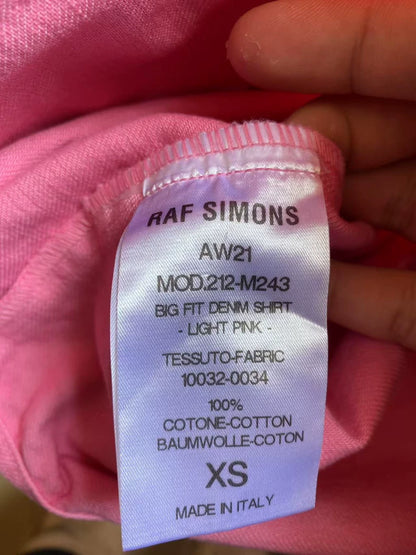 RAF SIMONS
AW21
MOD.212-M243
BIG FIT DENIM SHIRT
- LIGHT PINK -
TESSUTO-FABRIC
10032-0034
100%
COTONE-COTTON
BAUMWOLLE-COTON
XS
MADE IN ITALY